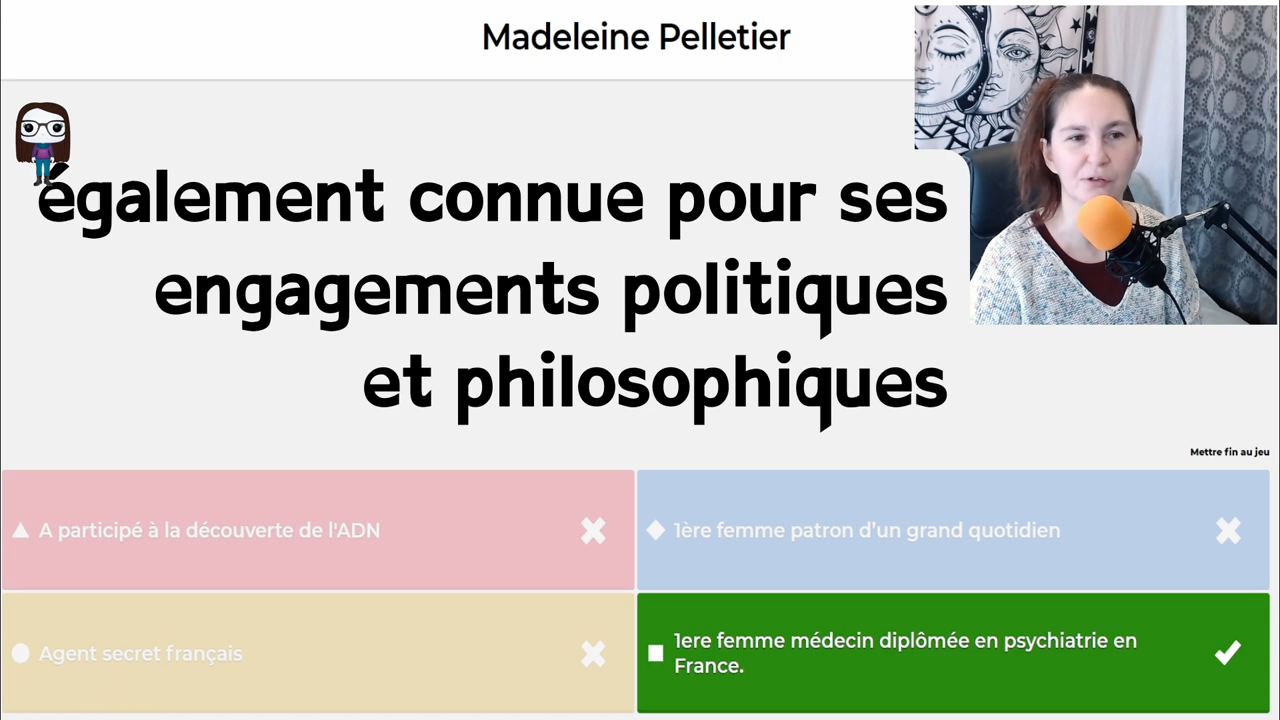 Madeleine Pelletier
également connue pour ses
engagements politiques
et philosophiques
Mettre fin au jeu
A participé à la découverte de l'ADN
1ère femme patron d’un grand quotidien
Agent secret français
1ere femme médecin diplômée en psychiatrie en
France.